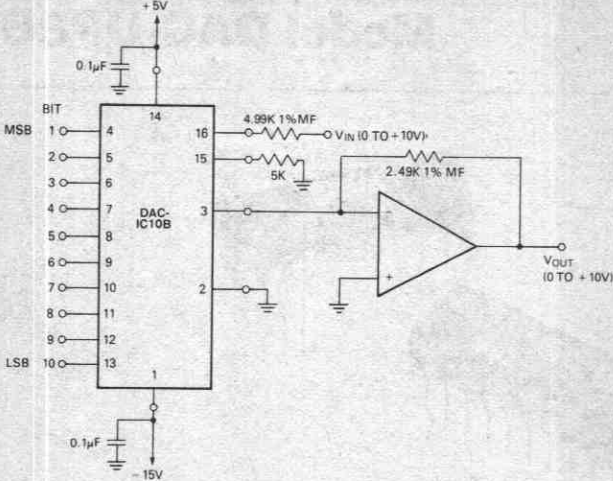 +5V
0.1µF
14
BIT
MSB 1 4
2 5
3 6
4 7
5 8
6 9
7 10
8 11
9 12
LSB 10 13
DAC-
IC10B
16
15
3
2
1
4.99K 1% MF
VIN (0 TO +10V)
5K
2.49K 1% MF
-
+
VOUT
(0 TO +10V)
0.1µF
-15V